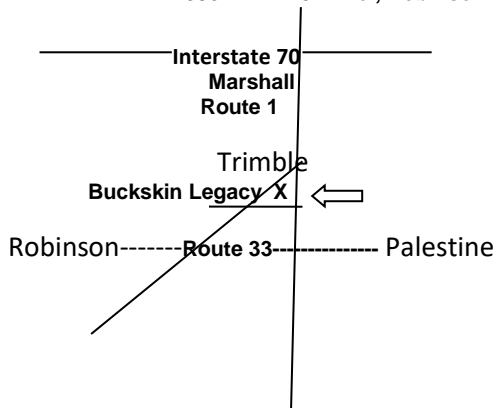 Interstate 70
Marshall
Route 1
Trimble
Buckskin Legacy X
Robinson-------Route 33--------------- Palestine